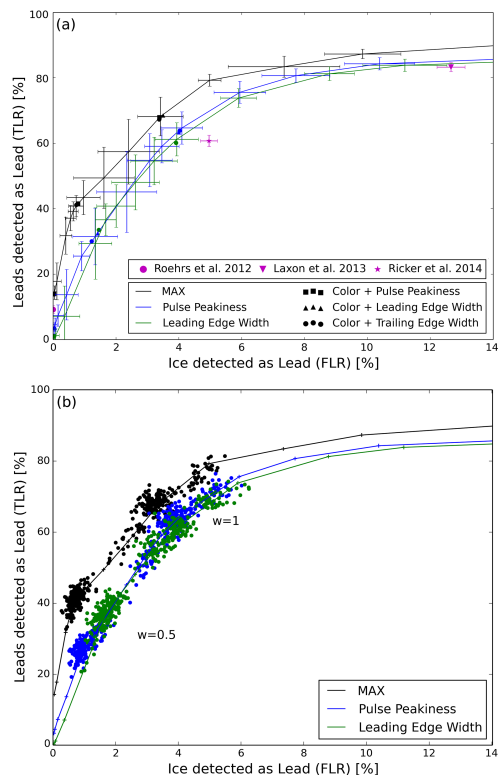 (a)
100
80
60
40
20
0
Leads detected as Lead (TLR) [%]
Roehrs et al. 2012
Laxon et al. 2013
Ricker et al. 2014
MAX
Pulse Peakiness
Leading Edge Width
Color + Pulse Peakiness
Color + Leading Edge Width
Color + Trailing Edge Width
0 2 4 6 8 10 12 14
Ice detected as Lead (FLR) [%]
(b)
100
80
60
40
20
0
Leads detected as Lead (TLR) [%]
w=1
w=0.5
MAX
Pulse Peakiness
Leading Edge Width
0 2 4 6 8 10 12 14
Ice detected as Lead (FLR) [%]